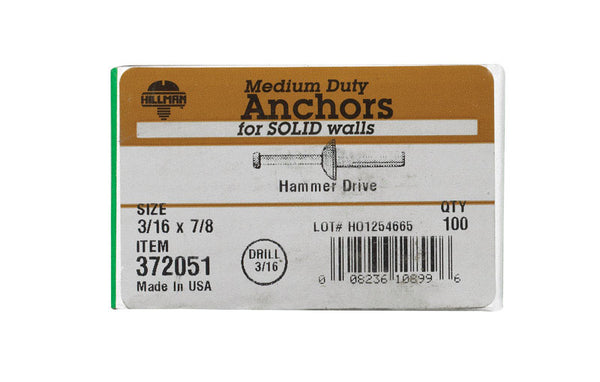 HILLMAN
Medium Duty
Anchors
for SOLID walls
Hammer Drive
SIZE
3/16 x 7/8
ITEM
372051
Made In USA
DRILL
3/16"
LOT# H01254665
QTY
100
0 08236 10899 6